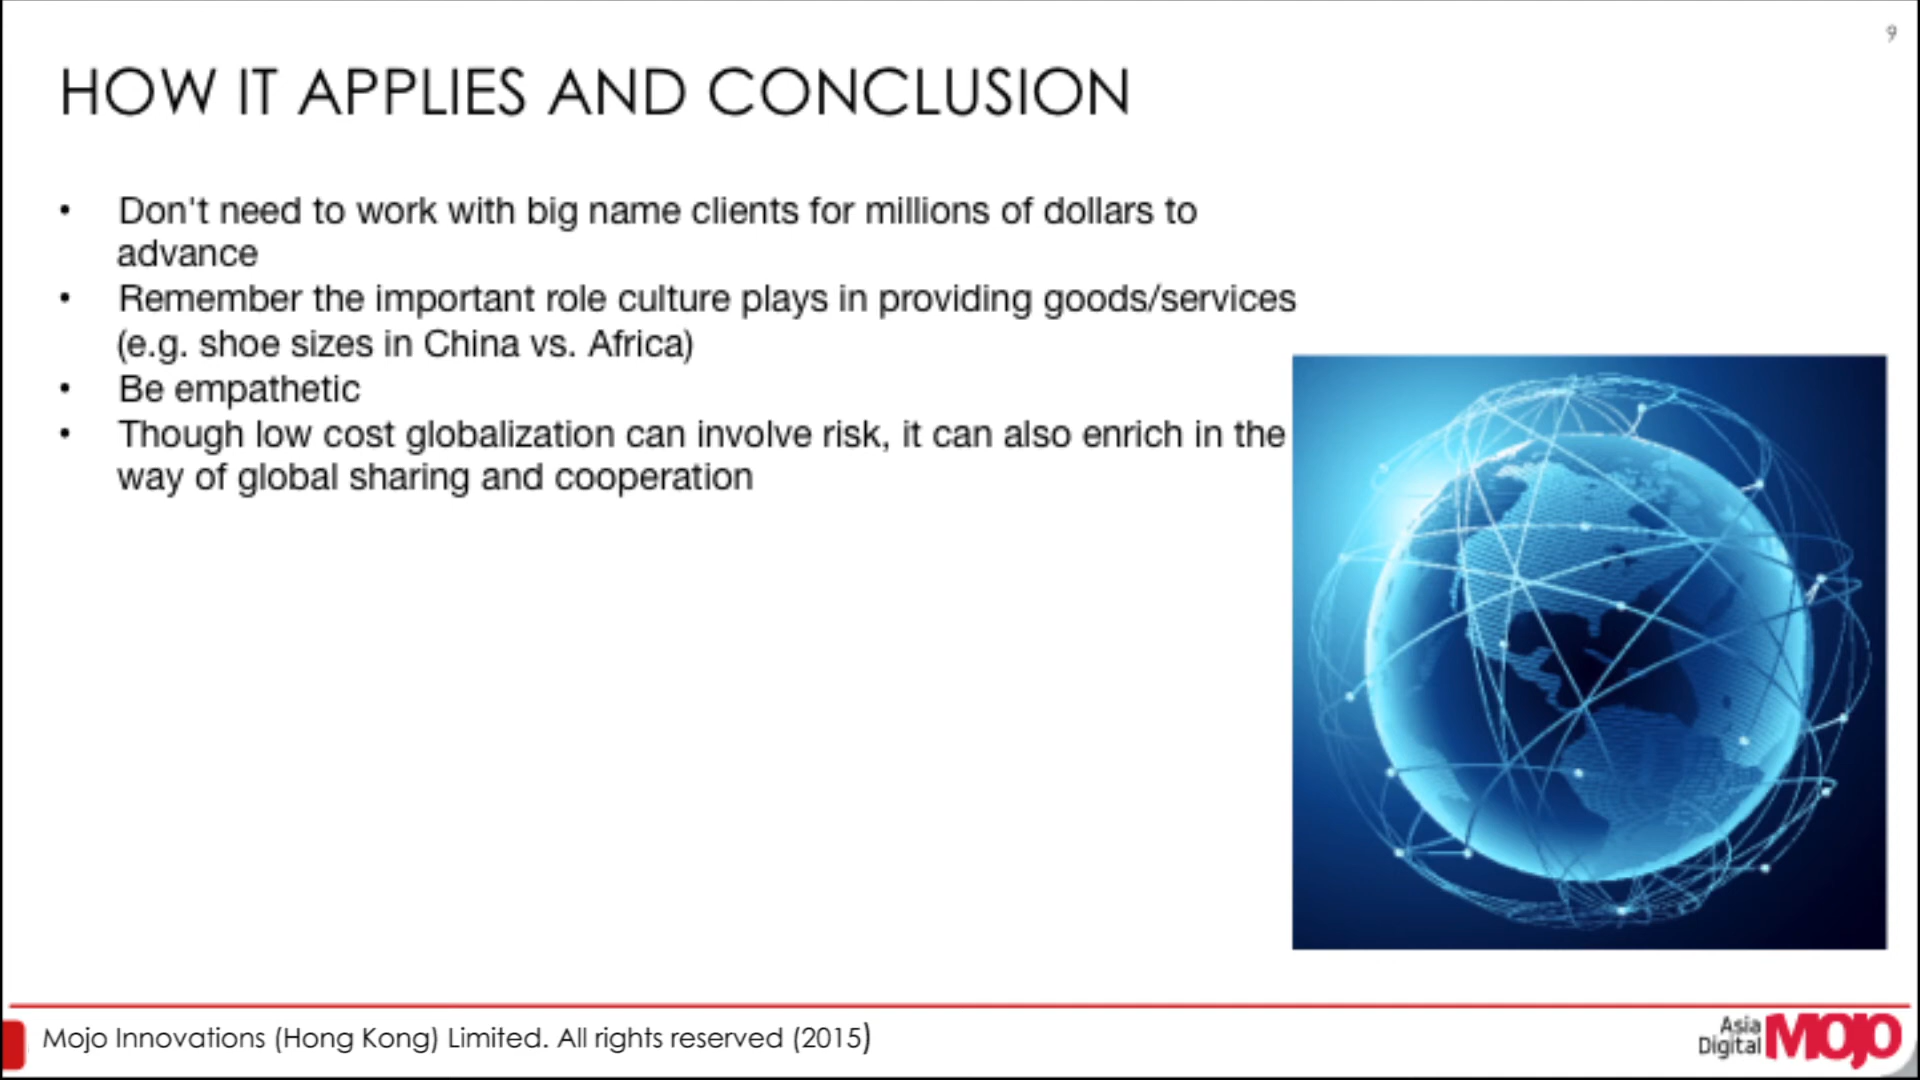 9
HOW IT APPLIES AND CONCLUSION
• Don't need to work with big name clients for millions of dollars to
advance
• Remember the important role culture plays in providing goods/services
(e.g. shoe sizes in China vs. Africa)
• Be empathetic
• Though low cost globalization can involve risk, it can also enrich in the
way of global sharing and cooperation
Mojo Innovations (Hong Kong) Limited. All rights reserved (2015)
Asia
Digital MOJO